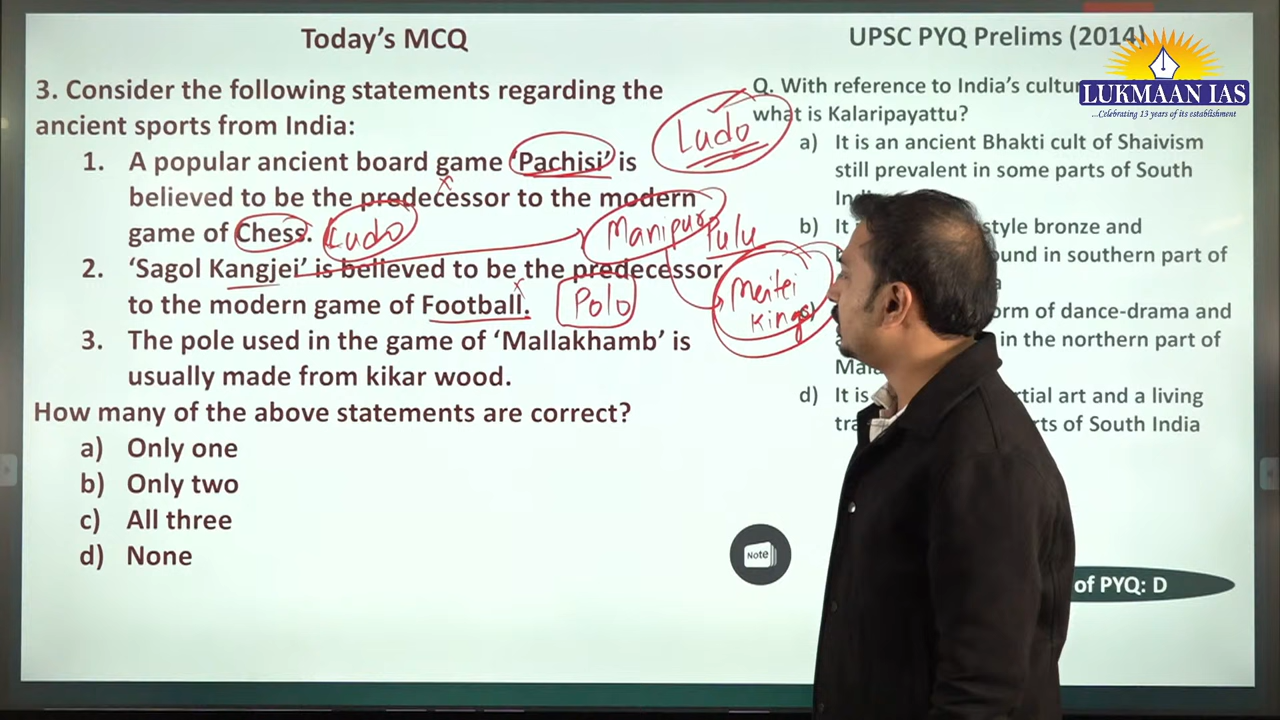 Today's MCQ
3. Consider the following statements regarding the
ancient sports from India:
1. A popular ancient board game 'Pachisi' is
believed to be the predecessor to the modern
game of Chess. Ludo
2. 'Sagol Kangjei' is believed to be the predecessor
to the modern game of Football. Polo
3. The pole used in the game of 'Mallakhamb' is
usually made from kikar wood.
How many of the above statements are correct?
a) Only one
b) Only two
c) All three
d) None
Ludo
Manipur
Pulu
Meitei
Kings
UPSC PYQ Prelims (2014)
Q. With reference to India's
what is Kalaripayattu?
a) It is an ancient Bhakti cult of Shaivism
still prevalent in some parts of South
b) It style bronze and
in southern part of
of dance-drama and
in the northern part of
d) It is art and a living
of South India
of PYQ: D
Note
LUKMAAN IAS
...Celebrating 13 years of its establishment